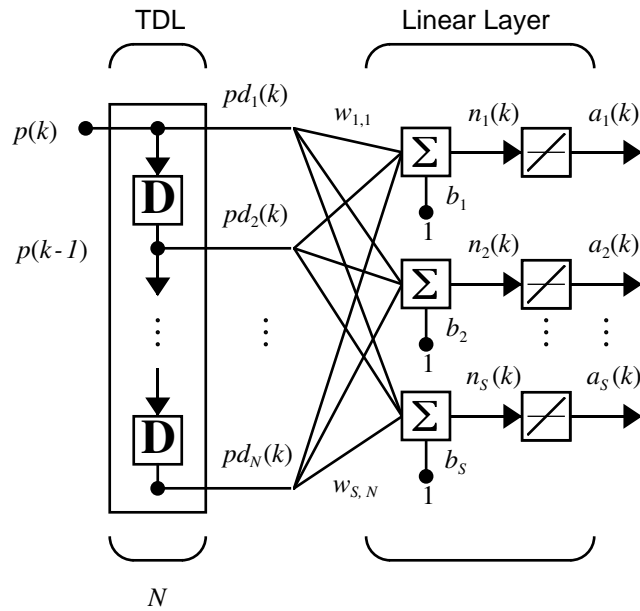 TDL Linear Layer
pd1(k) w1,1 n1(k) a1(k)
p(k) Σ
b1
D
1
pd2(k) n2(k) a2(k)
p(k-1)
Σ
b2
1
nS(k) aS(k)
Σ
D
pdN(k) bS
wS, N 1
N